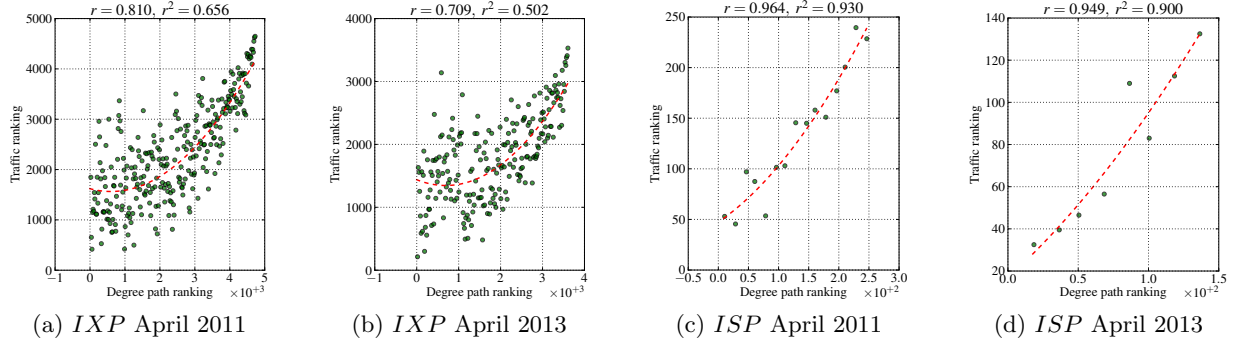 r = 0.810, r² = 0.656
Traffic ranking
5000
4000
3000
2000
1000
0
−1 0 1 2 3 4 5
Degree path ranking ×10⁺³
(a) IXP April 2011
r = 0.709, r² = 0.502
Traffic ranking
4000
3000
2000
1000
0
−1 0 1 2 3 4
Degree path ranking ×10⁺³
(b) IXP April 2013
r = 0.964, r² = 0.930
Traffic ranking
250
200
150
100
50
0
−0.5 0.0 0.5 1.0 1.5 2.0 2.5 3.0
Degree path ranking ×10⁺²
(c) ISP April 2011
r = 0.949, r² = 0.900
Traffic ranking
140
120
100
80
60
40
20
0.0 0.5 1.0 1.5
Degree path ranking ×10⁺²
(d) ISP April 2013